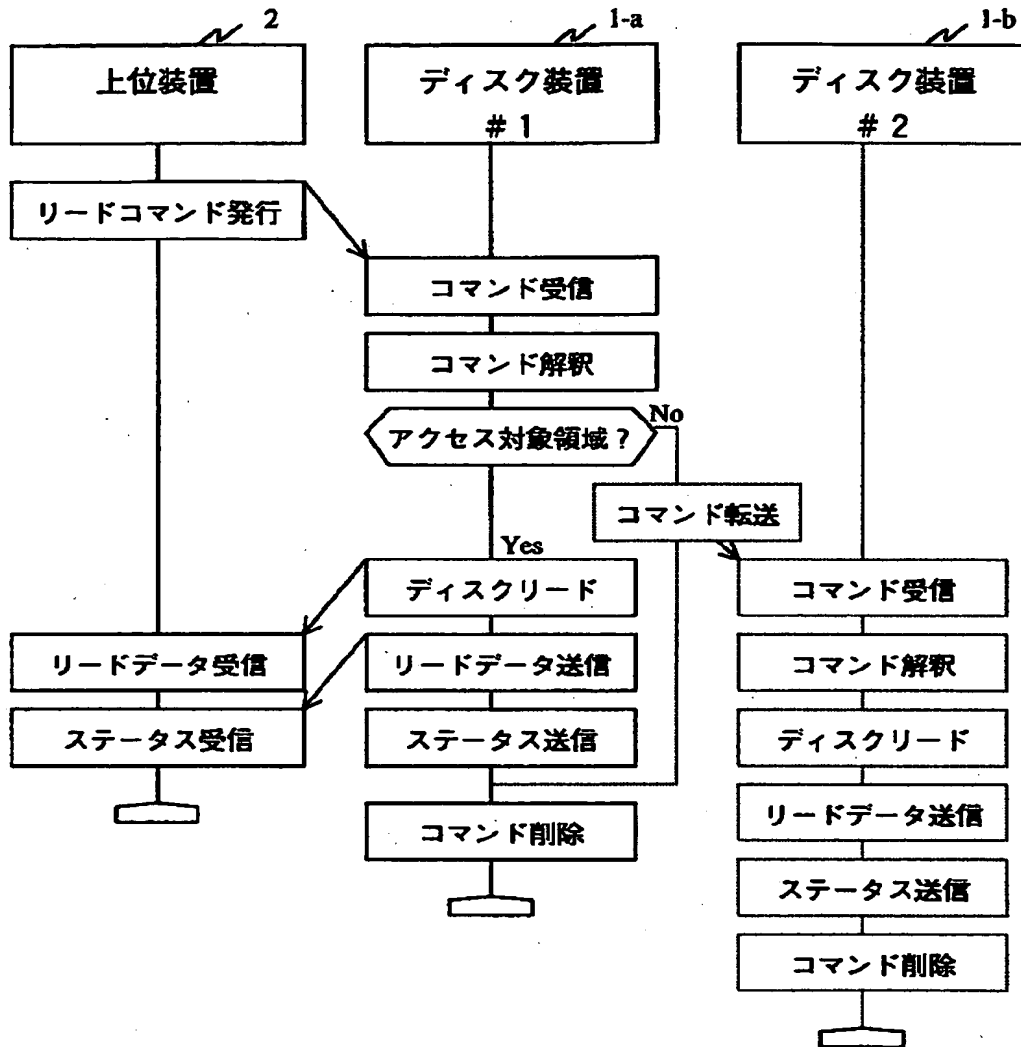 2
1-a
1-b
上位装置
ディスク装置
#1
ディスク装置
#2
リードコマンド発行
コマンド受信
コマンド解釈
アクセス対象領域?
No
コマンド転送
Yes
ディスクリード
リードデータ送信
ステータス送信
コマンド削除
リードデータ受信
ステータス受信
コマンド受信
コマンド解釈
ディスクリード
リードデータ送信
ステータス送信
コマンド削除